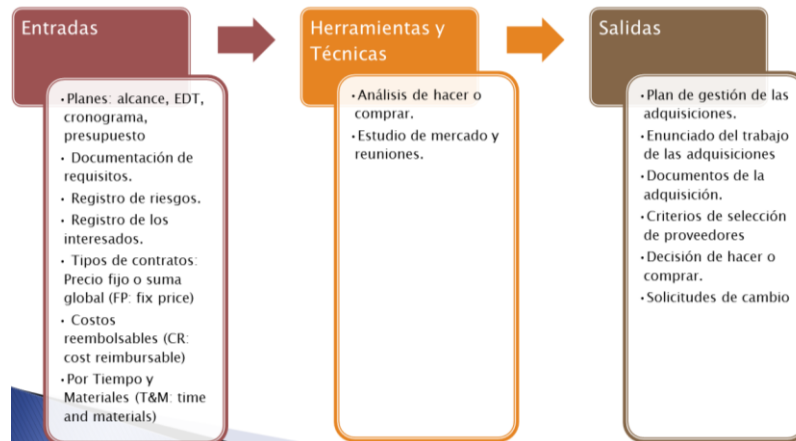 Entradas
•Planes: alcance, EDT,
cronograma,
presupuesto
• Documentación de
requisitos.
• Registro de riesgos.
• Registro de los
interesados.
• Tipos de contratos:
Precio fijo o suma
global (FP: fix price)
• Costos
reembolsables (CR:
cost reimbursable)
•Por Tiempo y
Materiales (T&M: time
and materials)
Herramientas y
Técnicas
•Análisis de hacer o
comprar.
•Estudio de mercado y
reuniones.
Salidas
•Plan de gestión de las
adquisiciones.
•Enunciado del trabajo
de las adquisiciones
•Documentos de la
adquisición.
•Criterios de selección
de proveedores
•Decisión de hacer o
comprar.
•Solicitudes de cambio